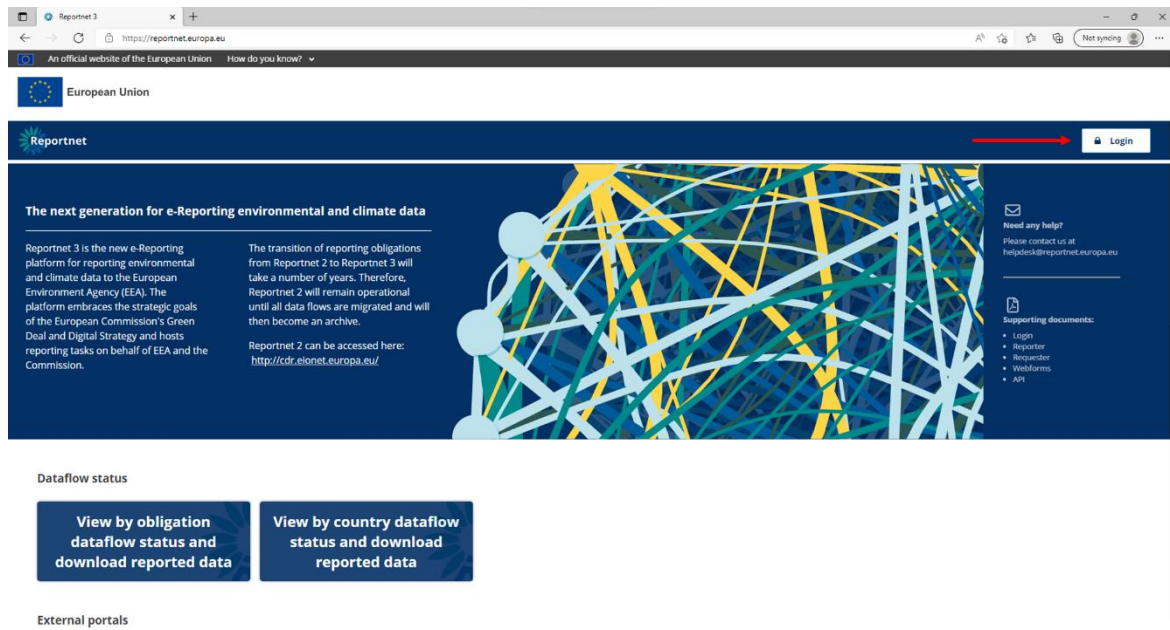 Reportnet 3
https://reportnet.europa.eu
Not syncing
An official website of the European Union How do you know?
European Union
Reportnet
Login
The next generation for e-Reporting environmental and climate data
Reportnet 3 is the new e-Reporting
platform for reporting environmental
and climate data to the European
Environment Agency (EEA). The
platform embraces the strategic goals
of the European Commission's Green
Deal and Digital Strategy and hosts
reporting tasks on behalf of EEA and the
Commission.
The transition of reporting obligations
from Reportnet 2 to Reportnet 3 will
take a number of years. Therefore,
Reportnet 2 will remain operational
until all data flows are migrated and will
then become an archive.
Reportnet 2 can be accessed here:
http://cdr.eionet.europa.eu/
Need any help?
Please contact us at
helpdesk@reportnet.europa.eu
Supporting documents:
Login
Reporter
Requester
Webforms
API
Dataflow status
View by obligation
dataflow status and
download reported data
View by country dataflow
status and download
reported data
External portals